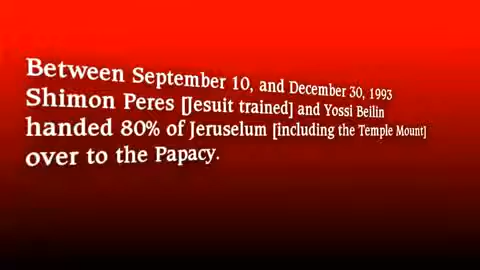 Between September 10, and December 30, 1993
Shimon Peres [Jesuit trained] and Yossi Beilin
handed 80% of Jeruselum [including the Temple Mount]
over to the Papacy.